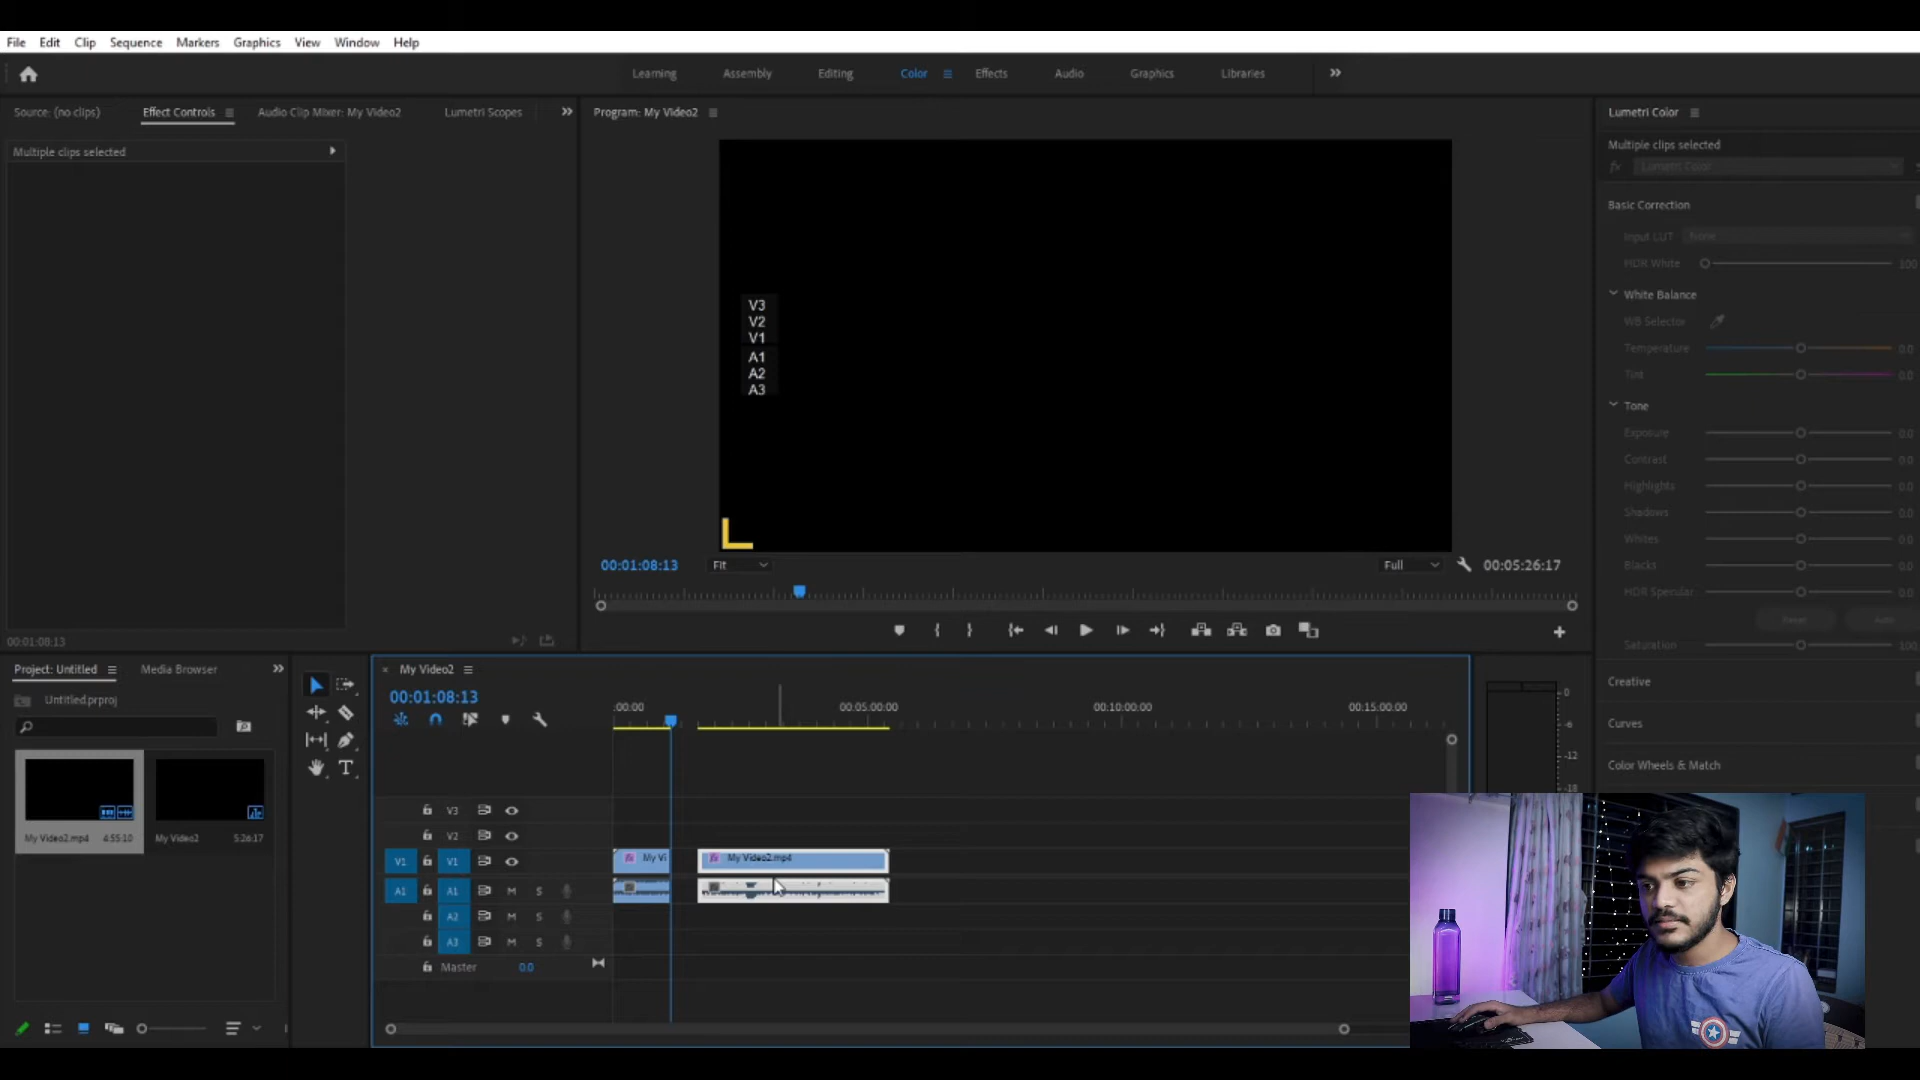 File Edit Clip Sequence Markers Graphics View Window Help
Learning Assembly Editing Color Effects Audio Graphics Libraries
Source: (no clips) Effect Controls Audio Clip Mixer: My Video2 Lumetri Scopes
Program: My Video2
Lumetri Color
Multiple clips selected
Multiple clips selected
fx Lumetri Color
Basic Correction
Input LUT None
HDR White 100
White Balance
WB Selector
Temperature 0.0
Tint 0.0
Tone
Exposure 0.0
Contrast 0.0
Highlights 0.0
Shadows 0.0
Whites 0.0
Blacks 0.0
HDR Specular 0.0
Reset Auto
Saturation 100
Creative
Curves
Color Wheels & Match
V3
V2
V1
A1
A2
A3
00:01:08:13 Fit Full 00:05:26:17
00:01:08:13
Project: Untitled Media Browser
Untitled.prproj
My Video2.mp4 4:55:10
My Video2 5:26:17
My Video2
00:01:08:13
:00:00 00:05:00:00 00:10:00:00 00:15:00:00
V3
V2
V1 V1 My Vi My Video2.mp4
A1 A1 M S
A2 M S
A3 M S
Master 0.0
0
-6
-12
-18